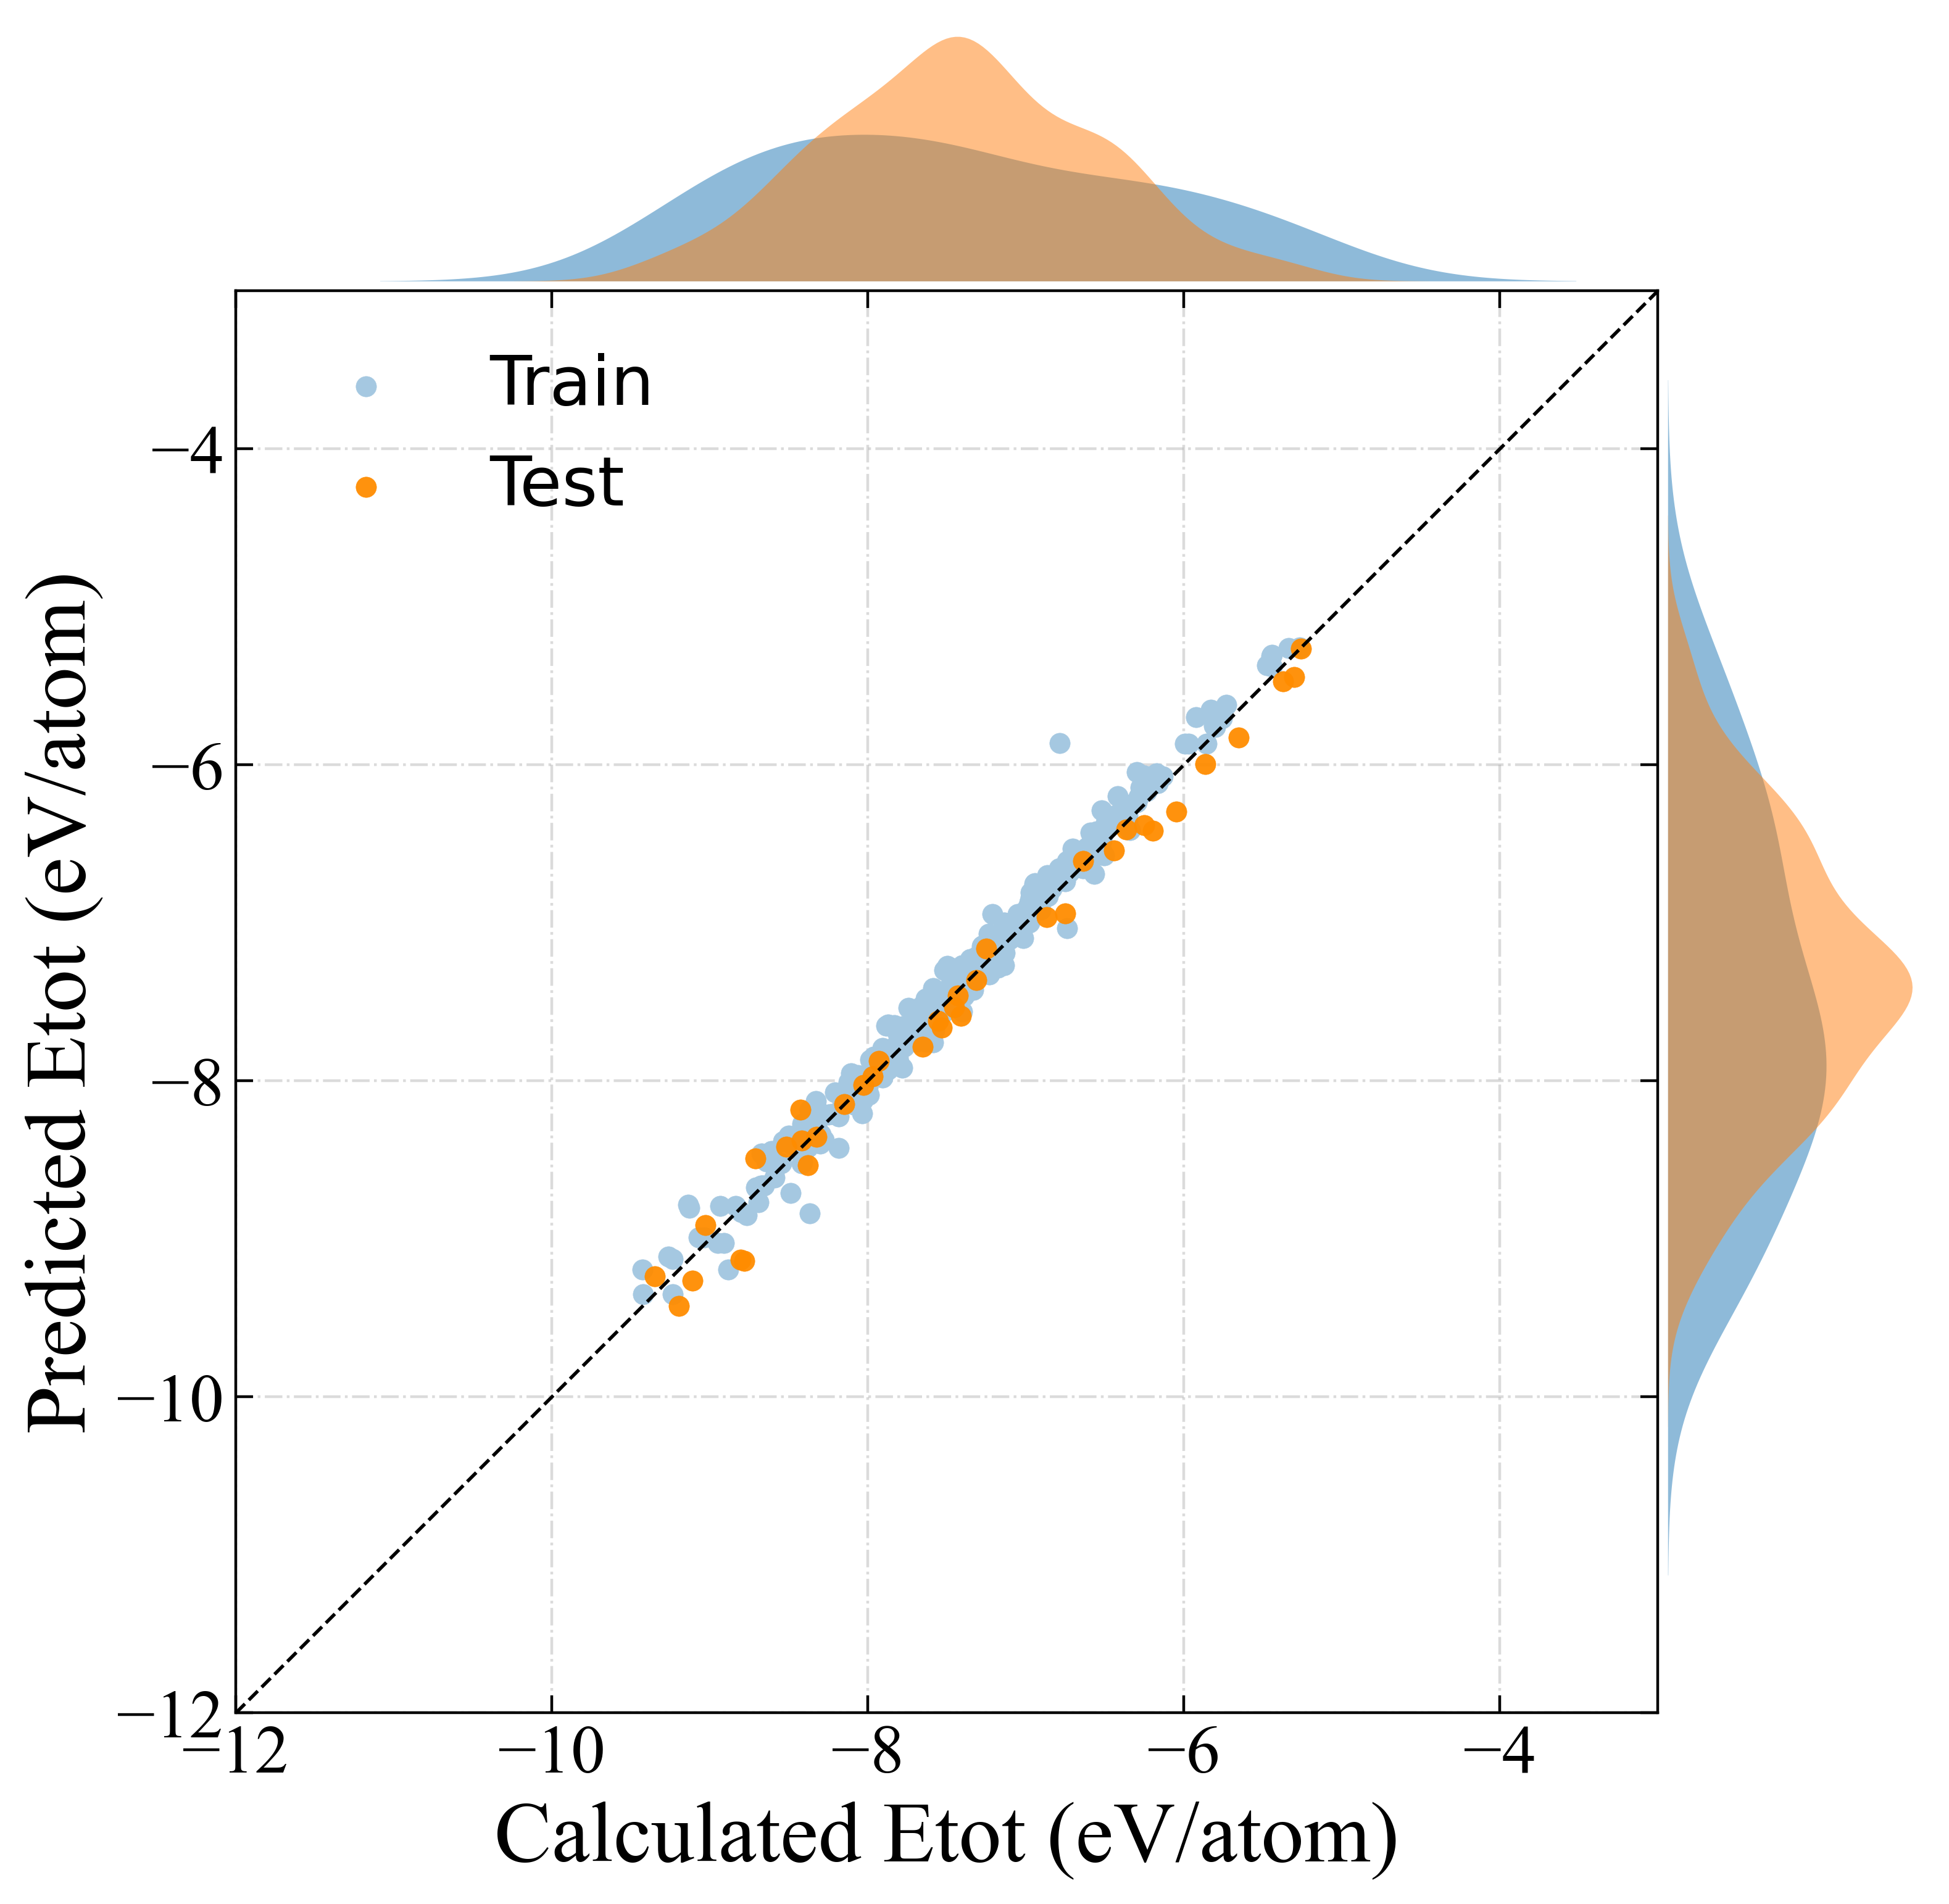 Train
Test
Predicted Etot (eV/atom)
−4
−6
−8
−10
−12
−12
−10
−8
−6
−4
Calculated Etot (eV/atom)